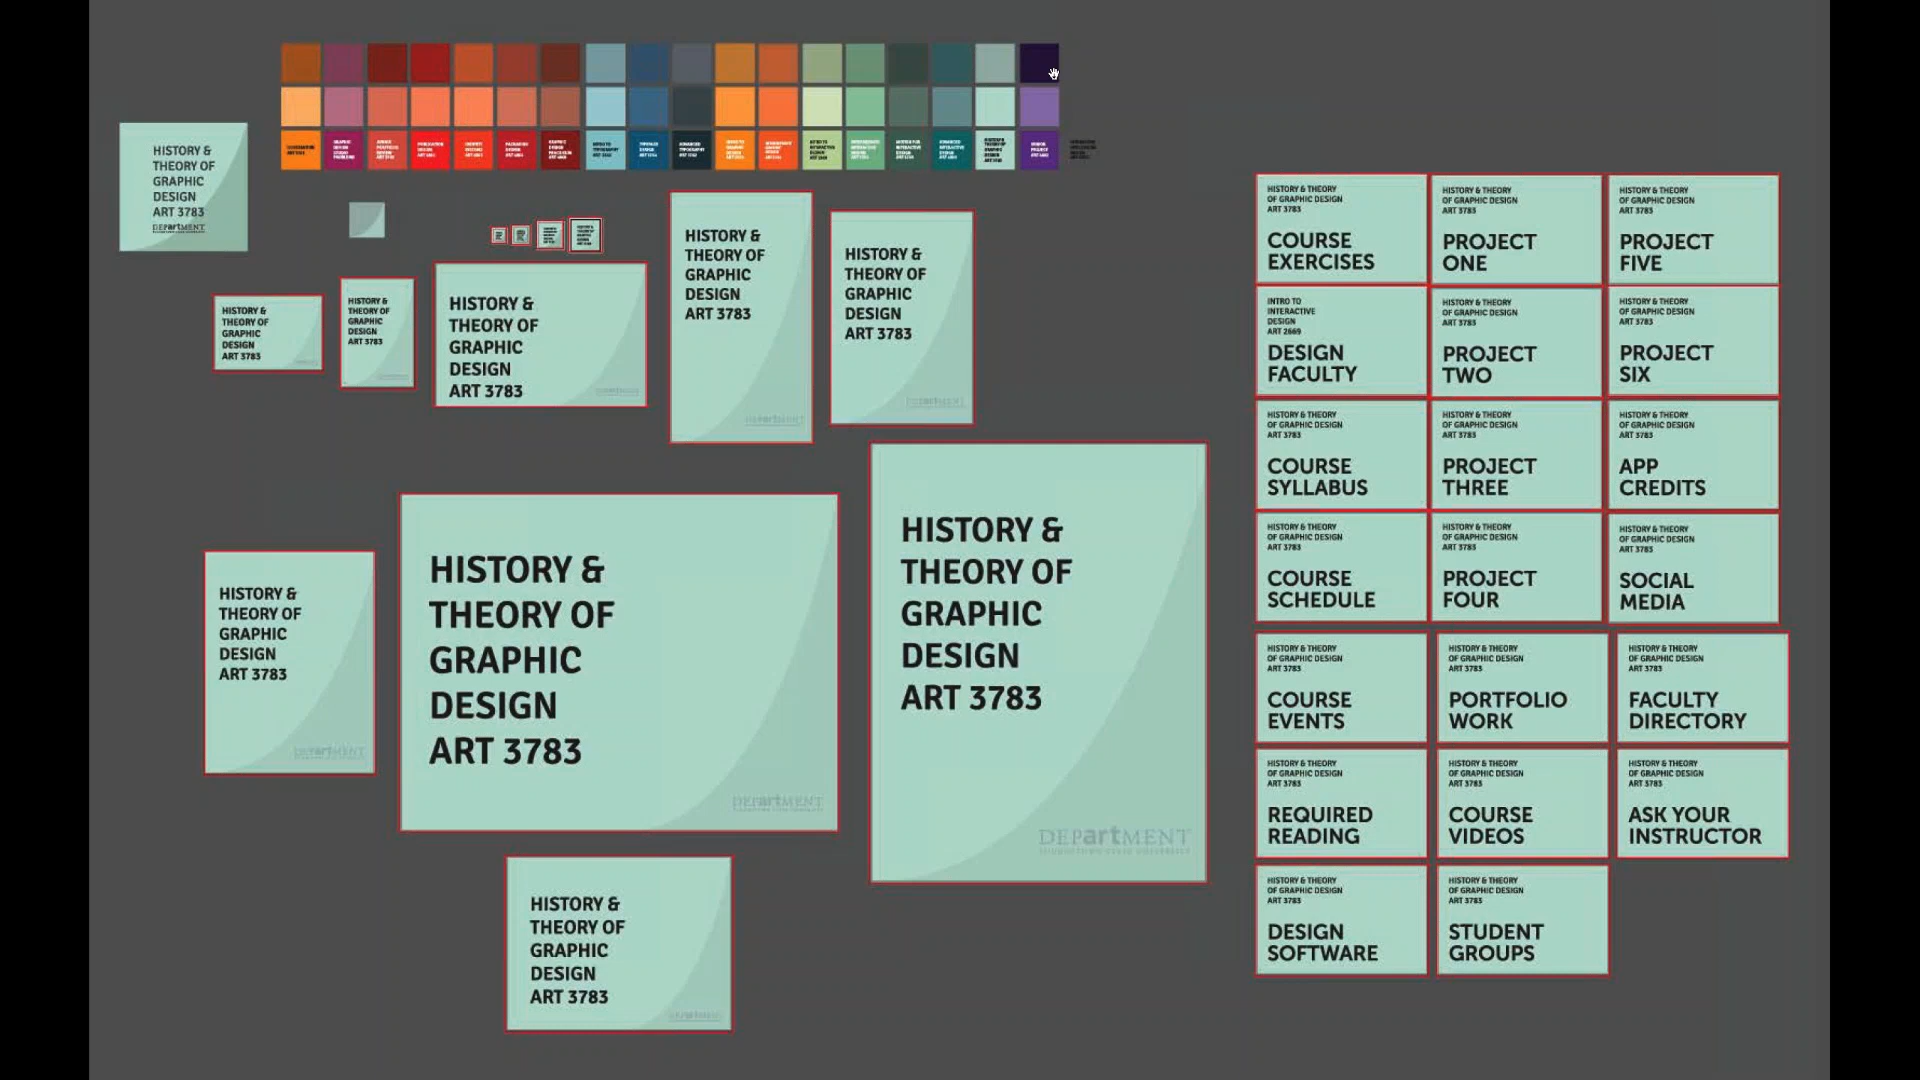 HISTORY &
THEORY OF
GRAPHIC
DESIGN
ART 3783
DEPartMENT
HISTORY &
THEORY OF
GRAPHIC
DESIGN
ART 3783
HISTORY &
THEORY OF
GRAPHIC
DESIGN
ART 3783
HISTORY &
THEORY OF
GRAPHIC
DESIGN
ART 3783
HISTORY &
THEORY OF
GRAPHIC
DESIGN
ART 3783
DEPartMENT
HISTORY &
THEORY OF
GRAPHIC
DESIGN
ART 3783
DEPartMENT
HISTORY &
THEORY OF
GRAPHIC
DESIGN
ART 3783
DEPartMENT
HISTORY &
THEORY OF
GRAPHIC
DESIGN
ART 3783
DEPartMENT
HISTORY &
THEORY OF
GRAPHIC
DESIGN
ART 3783
DEPartMENT
HISTORY &
THEORY OF
GRAPHIC
DESIGN
ART 3783
DEPartMENT
HISTORY & THEORY
OF GRAPHIC DESIGN
ART 3783
COURSE
EXERCISES
HISTORY & THEORY
OF GRAPHIC DESIGN
ART 3783
PROJECT
ONE
HISTORY & THEORY
OF GRAPHIC DESIGN
ART 3783
PROJECT
FIVE
INTRO TO
INTERACTIVE
DESIGN
ART 2669
DESIGN
FACULTY
HISTORY & THEORY
OF GRAPHIC DESIGN
ART 3783
PROJECT
TWO
HISTORY & THEORY
OF GRAPHIC DESIGN
ART 3783
PROJECT
SIX
HISTORY & THEORY
OF GRAPHIC DESIGN
ART 3783
COURSE
SYLLABUS
HISTORY & THEORY
OF GRAPHIC DESIGN
ART 3783
PROJECT
THREE
HISTORY & THEORY
OF GRAPHIC DESIGN
ART 3783
APP
CREDITS
HISTORY & THEORY
OF GRAPHIC DESIGN
ART 3783
COURSE
SCHEDULE
HISTORY & THEORY
OF GRAPHIC DESIGN
ART 3783
PROJECT
FOUR
HISTORY & THEORY
OF GRAPHIC DESIGN
ART 3783
SOCIAL
MEDIA
HISTORY & THEORY
OF GRAPHIC DESIGN
ART 3783
COURSE
EVENTS
HISTORY & THEORY
OF GRAPHIC DESIGN
ART 3783
PORTFOLIO
WORK
HISTORY & THEORY
OF GRAPHIC DESIGN
ART 3783
FACULTY
DIRECTORY
HISTORY & THEORY
OF GRAPHIC DESIGN
ART 3783
REQUIRED
READING
HISTORY & THEORY
OF GRAPHIC DESIGN
ART 3783
COURSE
VIDEOS
HISTORY & THEORY
OF GRAPHIC DESIGN
ART 3783
ASK YOUR
INSTRUCTOR
HISTORY & THEORY
OF GRAPHIC DESIGN
ART 3783
DESIGN
SOFTWARE
HISTORY & THEORY
OF GRAPHIC DESIGN
ART 3783
STUDENT
GROUPS